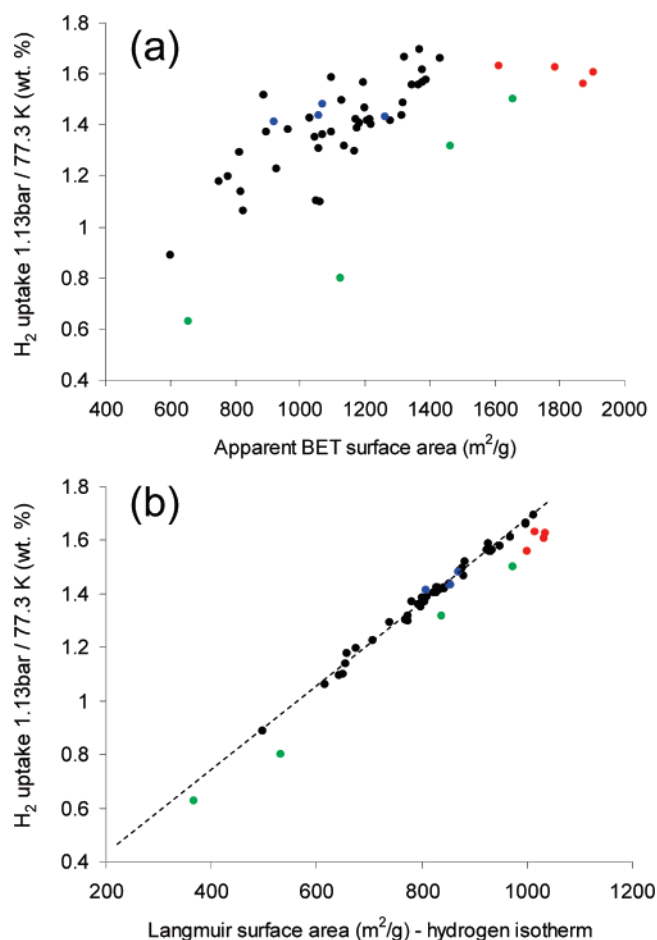 (a)
H₂ uptake 1.13bar / 77.3 K (wt. %)
1.8
1.6
1.4
1.2
1
0.8
0.6
0.4
400 600 800 1000 1200 1400 1600 1800 2000
Apparent BET surface area (m²/g)
(b)
H₂ uptake 1.13bar / 77.3 K (wt. %)
1.8
1.6
1.4
1.2
1
0.8
0.6
0.4
200 400 600 800 1000 1200
Langmuir surface area (m²/g) - hydrogen isotherm